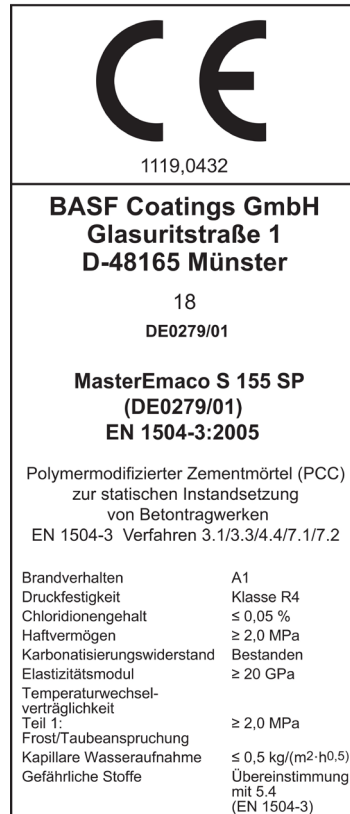 CE
1119,0432
BASF Coatings GmbH
Glasuritstraße 1
D-48165 Münster
18
DE0279/01
MasterEmaco S 155 SP
(DE0279/01)
EN 1504-3:2005
Polymermodifizierter Zementmörtel (PCC)
zur statischen Instandsetzung
von Betontragwerken
EN 1504-3 Verfahren 3.1/3.3/4.4/7.1/7.2
Brandverhalten A1
Druckfestigkeit Klasse R4
Chloridionengehalt ≤ 0,05 %
Haftvermögen ≥ 2,0 MPa
Karbonatisierungswiderstand Bestanden
Elastizitätsmodul ≥ 20 GPa
Temperaturwechsel-
verträglichkeit
Teil 1: ≥ 2,0 MPa
Frost/Taubeanspruchung
Kapillare Wasseraufnahme ≤ 0,5 kg/(m2·h0,5)
Gefährliche Stoffe Übereinstimmung
mit 5.4
(EN 1504-3)